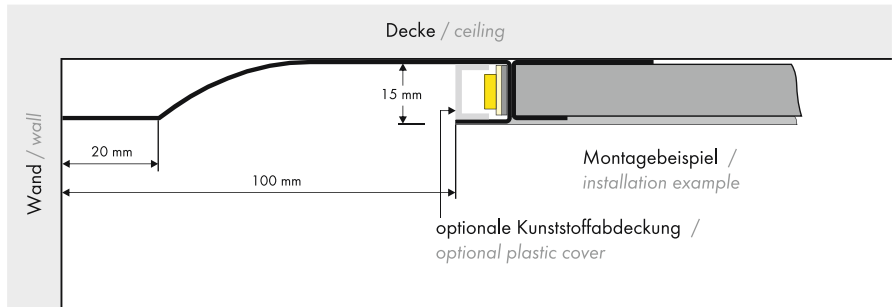 Decke / ceiling
Wand / wall
15 mm
20 mm
100 mm
Montagebeispiel /
installation example
optionale Kunststoffabdeckung /
optional plastic cover